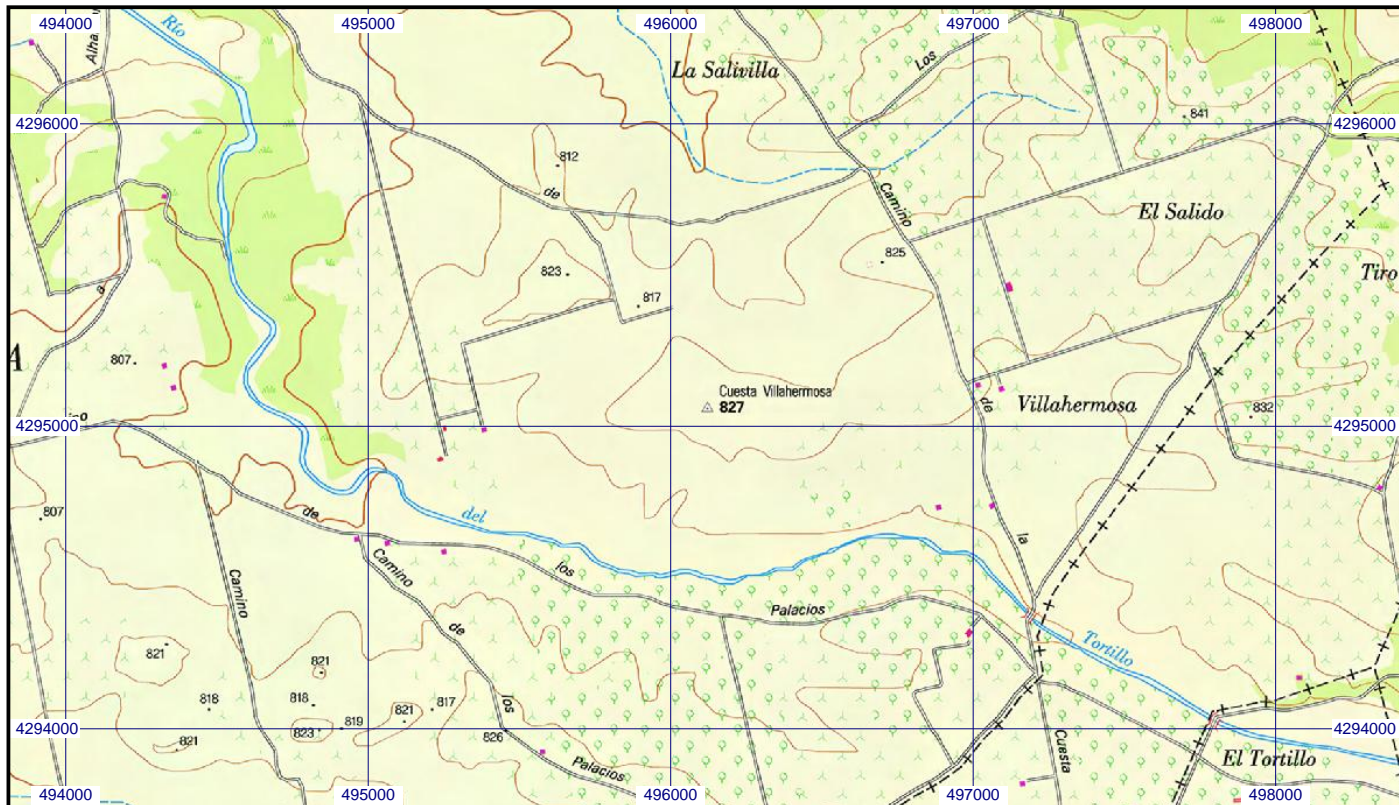 494000 495000 496000 497000 498000
Río
La Salivilla
Los
4296000 4296000
841
812
de
Camino
El Salido
825
823
817
Tiro
a
807
Cuesta Villahermosa
827
de
Villahermosa
832
A
4295000 4295000
807
de
del
la
Camino
los
Palacios
Camino
de
Tortillo
821
821
818
818
817
821
819
los
4294000 4294000
823
826
821
Palacios
Cuesta
El Tortillo
494000 495000 496000 497000 498000